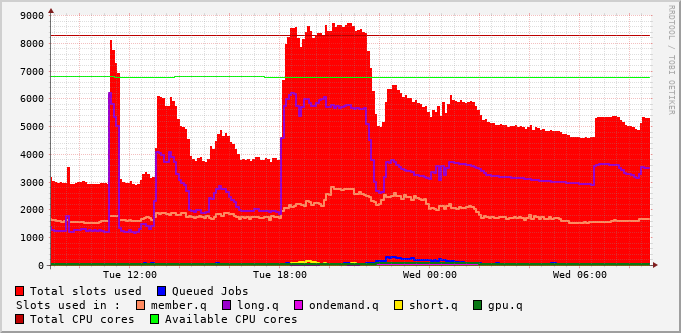 9000
8000
7000
6000
5000
4000
3000
2000
1000
0
Tue 12:00 Tue 18:00 Wed 00:00 Wed 06:00
RRDTOOL / TOBI OETIKER
Total slots used Queued Jobs
Slots used in : member.q long.q ondemand.q short.q gpu.q
Total CPU cores Available CPU cores